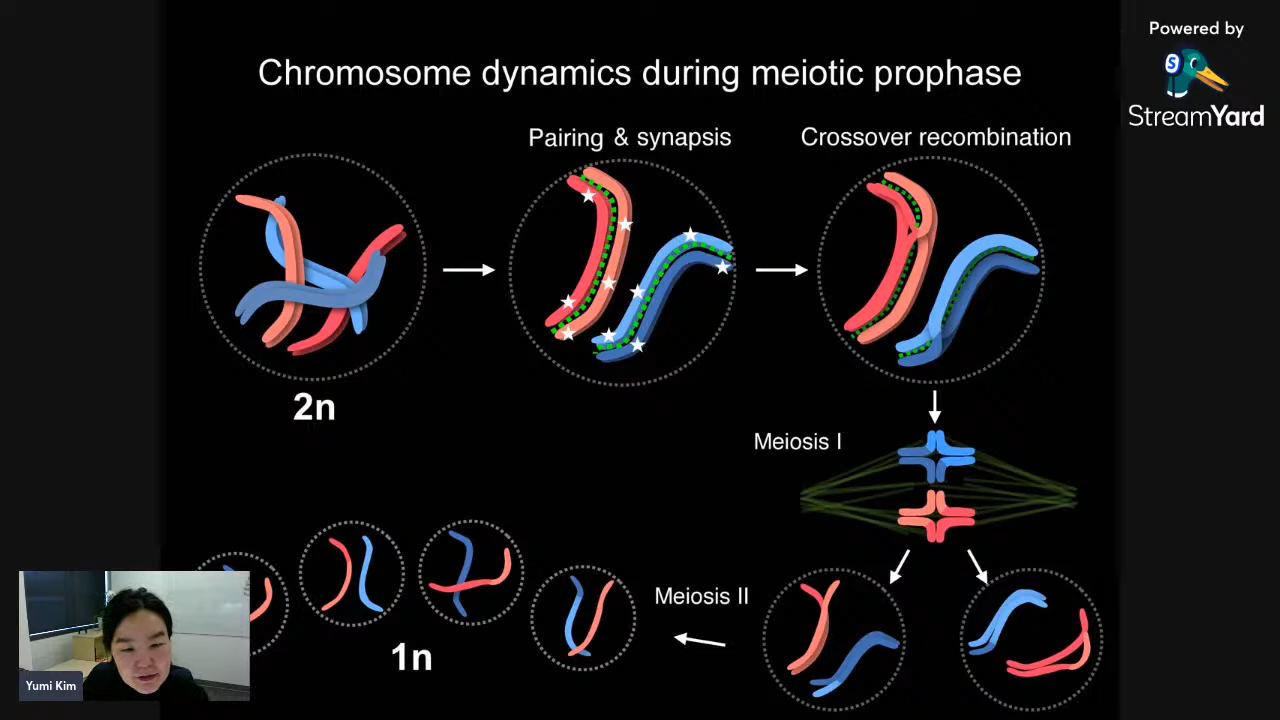 Powered by
S
StreamYard
Chromosome dynamics during meiotic prophase
Pairing & synapsis
Crossover recombination
2n
Meiosis I
Meiosis II
1n
Yumi Kim